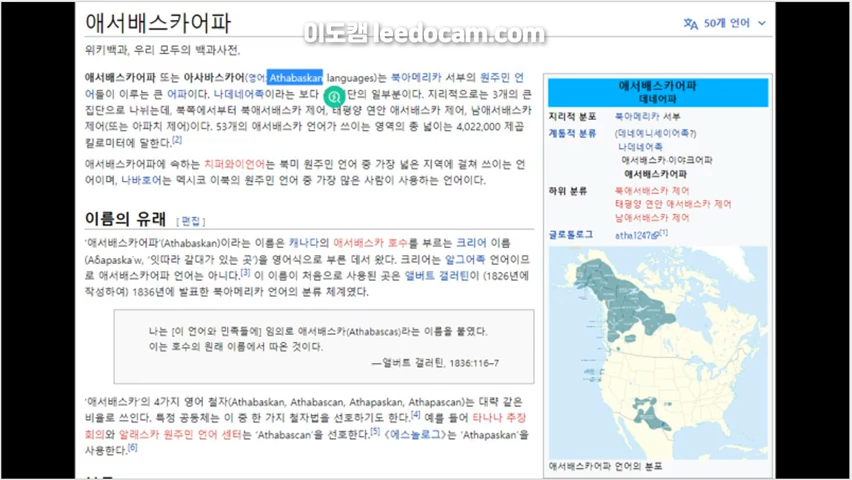 이도캠 leedocam.com
애서배스카어파
50개 언어
위키백과, 우리 모두의 백과사전.
애서배스카어파 또는 아사바스카어(영어: Athabaskan languages)는 북아메리카 서부의 원주민 언
어들이 이루는 큰 어파이다. 나데네어족이라는 보다 단의 일부분이다. 지리적으로는 3개의 큰
집단으로 나뉘는데, 북쪽에서부터 북애서배스카 제어, 태평양 연안 애서배스카 제어, 남애서배스카
제어(또는 아파치 제어)이다. 53개의 애서배스카 언어가 쓰이는 영역의 총 넓이는 4,022,000 제곱
킬로미터에 달한다.[2]
애서배스카어파에 속하는 치퍼와이언어는 북미 원주민 언어 중 가장 넓은 지역에 걸쳐 쓰이는 언
어이며, 나바호어는 멕시코 이북의 원주민 언어 중 가장 많은 사람이 사용하는 언어이다.
이름의 유래 [편집]
'애서배스카어파'(Athabaskan)이라는 이름은 캐나다의 애서배스카 호수를 부르는 크리어 이름
(Aðapaska˙w, '잇따라 갈대가 있는 곳')을 영어식으로 부른 데서 왔다. 크리어는 알그어족 언어이므
로 애서배스카어파 언어는 아니다.[3] 이 이름이 처음으로 사용된 곳은 앨버트 갤러틴이 (1826년에
작성하여) 1836년에 발표한 북아메리카 언어의 분류 체계였다.
나는 [이 언어와 민족들에] 임의로 애서배스카(Athabascas)라는 이름을 붙였다.
이는 호수의 원래 이름에서 따온 것이다.
—앨버트 갤러틴, 1836:116–7
'애서배스카'의 4가지 영어 철자(Athabaskan, Athabascan, Athapaskan, Athapascan)는 대략 같은
비율로 쓰인다. 특정 공동체는 이 중 한 가지 철자법을 선호하기도 한다.[4] 예를 들어 타나나 추장
회의와 알래스카 원주민 언어 센터는 'Athabascan'을 선호한다.[5] 《에스놀로그》는 'Athapaskan'을
사용한다.[6]
애서배스카어파
데네어파
지리적 분포 북아메리카 서부
계통적 분류 (데네예니세이어족?)
나데네어족
애서배스카·이야크어파
애서배스카어파
하위 분류 북애서배스카 제어
태평양 연안 애서배스카 제어
남애서배스카 제어
글로톨로그 atha1247[1]
애서배스카어파 언어의 분포